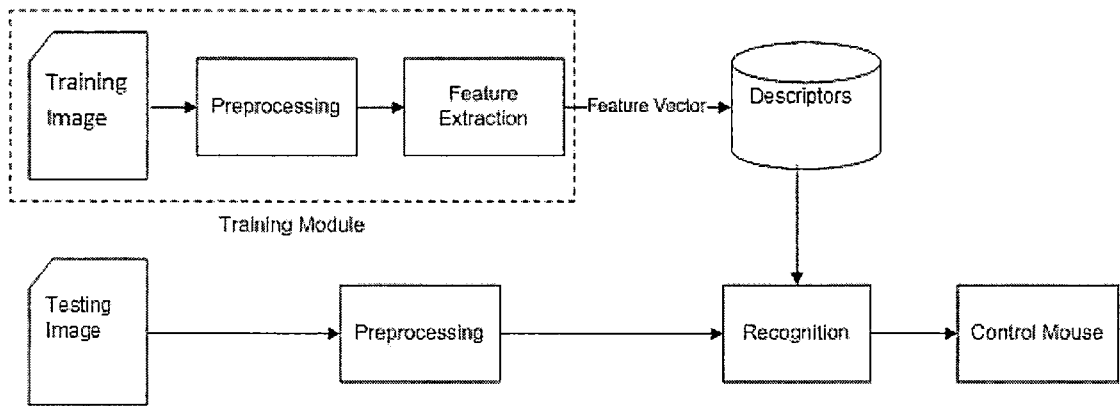 Training
Image
Preprocessing
Feature
Extraction
Feature Vector
Descriptors
Training Module
Testing
Image
Preprocessing
Recognition
Control Mouse